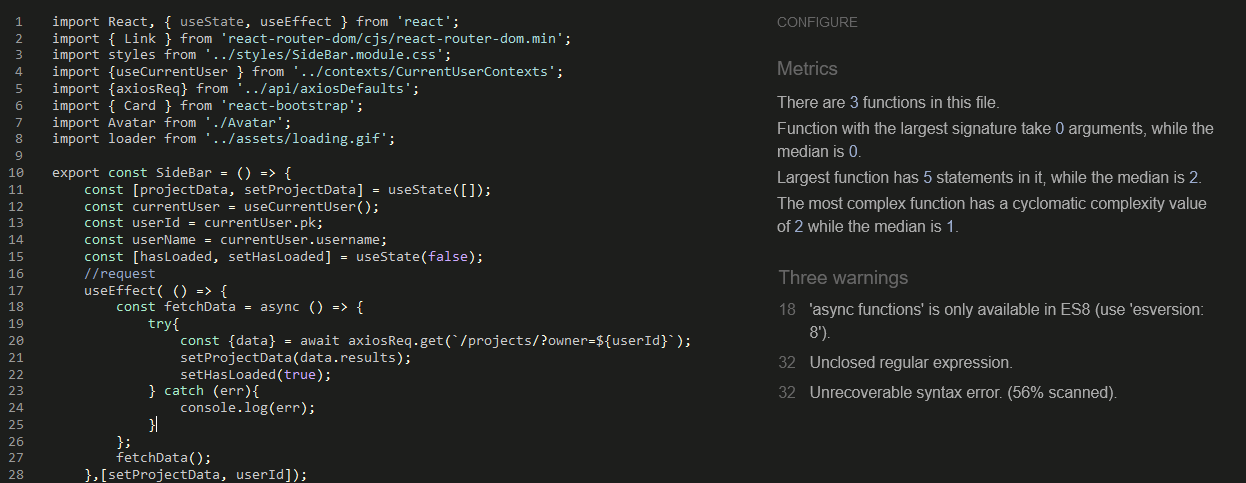 1 import React, { useState, useEffect } from 'react';
2 import { Link } from 'react-router-dom/cjs/react-router-dom.min';
3 import styles from '../styles/SideBar.module.css';
4 import {useCurrentUser } from '../contexts/CurrentUserContexts';
5 import {axiosReq} from '../api/axiosDefaults';
6 import { Card } from 'react-bootstrap';
7 import Avatar from './Avatar';
8 import loader from '../assets/loading.gif';
9
10 export const SideBar = () => {
11     const [projectData, setProjectData] = useState([]);
12     const currentUser = useCurrentUser();
13     const userId = currentUser.pk;
14     const userName = currentUser.username;
15     const [hasLoaded, setHasLoaded] = useState(false);
16     //request
17     useEffect( () => {
18         const fetchData = async () => {
19             try{
20                 const {data} = await axiosReq.get(`/projects/?owner=${userId}`);
21                 setProjectData(data.results);
22                 setHasLoaded(true);
23             } catch (err){
24                 console.log(err);
25             }
26         };
27         fetchData();
28     },[setProjectData, userId]);
CONFIGURE
Metrics
There are 3 functions in this file.
Function with the largest signature take 0 arguments, while the
median is 0.
Largest function has 5 statements in it, while the median is 2.
The most complex function has a cyclomatic complexity value
of 2 while the median is 1.
Three warnings
18 'async functions' is only available in ES8 (use 'esversion:
8').
32 Unclosed regular expression.
32 Unrecoverable syntax error. (56% scanned).